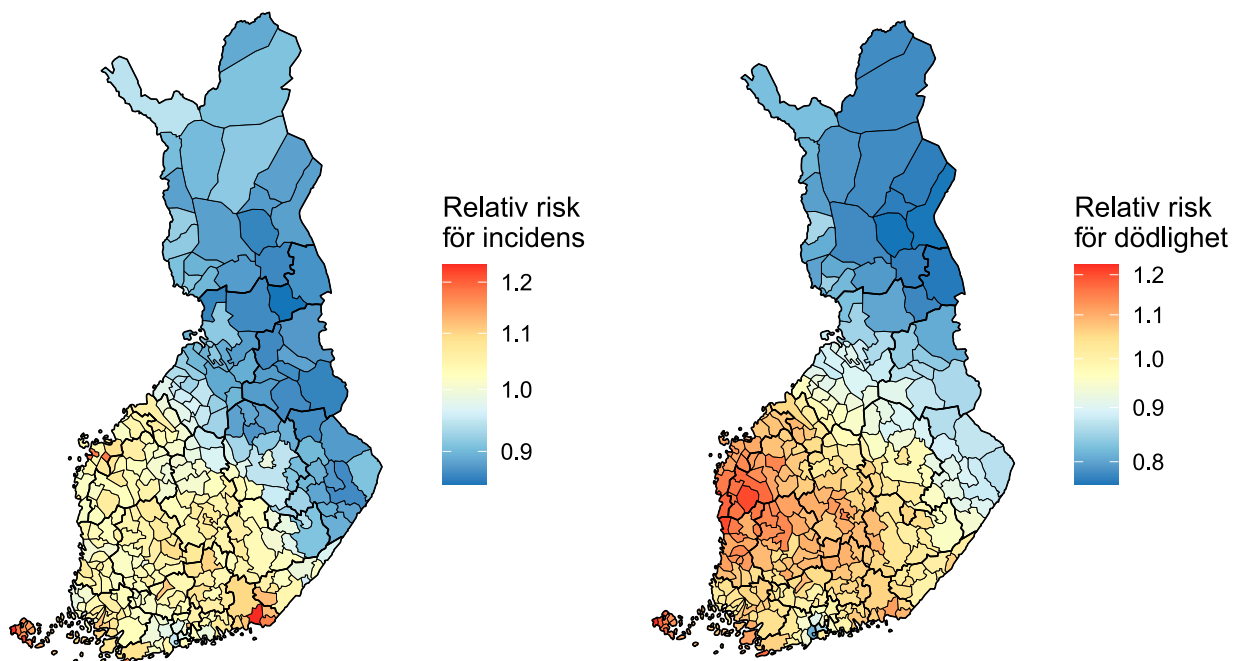 Relativ risk
för incidens
1.2
1.1
1.0
0.9
Relativ risk
för dödlighet
1.2
1.1
1.0
0.9
0.8